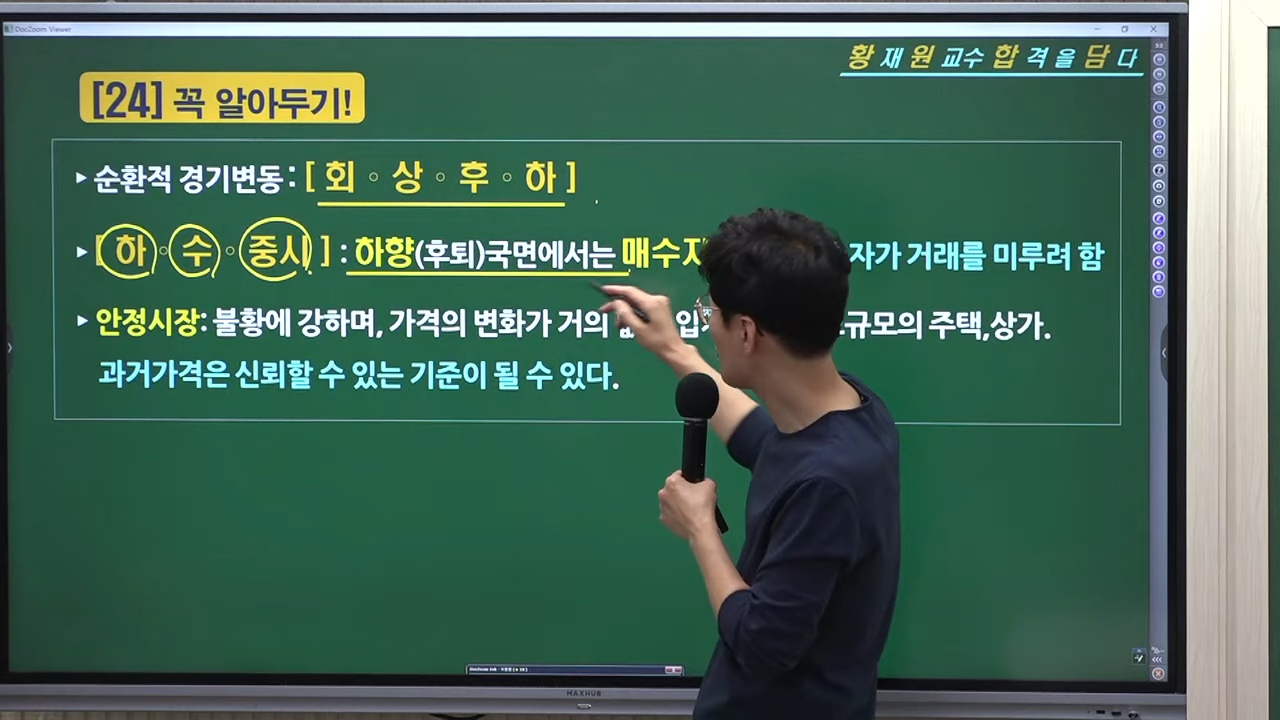 DocZoom Viewer
황재원 교수 합격을 담다
[24] 꼭 알아두기!
▸순환적 경기변동 : [ 회 ◦ 상 ◦ 후 ◦ 하 ]
▸[ 하 ◦ 수 ◦ 중시 ] : 하향(후퇴)국면에서는 매수자 자가 거래를 미루려 함
▸안정시장: 불황에 강하며, 가격의 변화가 거의 규모의 주택,상가.
과거가격은 신뢰할 수 있는 기준이 될 수 있다.
MAXHUB